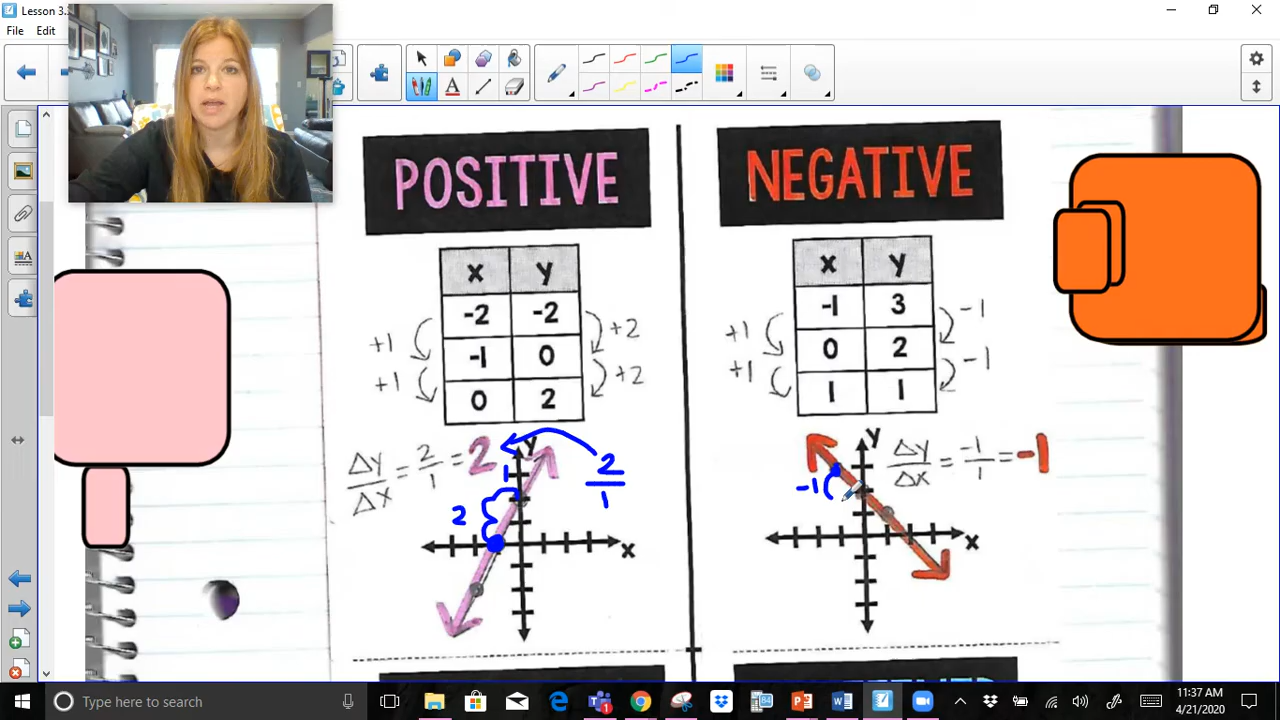 Lesson 3.
File Edit
POSITIVE
x y
-2 -2
-1 0
0 2
+1
+1
+2
+2
Δy/Δx = 2/1 = 2
y
x
1
2
2/1
NEGATIVE
x y
-1 3
0 2
1 1
+1
+1
-1
-1
Δy/Δx = -1/1 = -1
y
x
-1
Type here to search
11:37 AM
4/21/2020